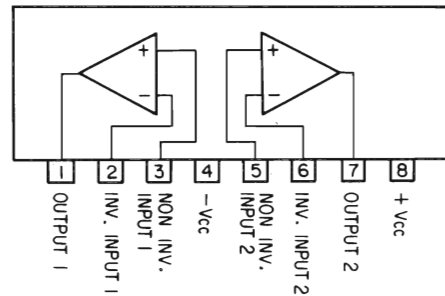 +
−
+
−
1
2
3
4
5
6
7
8
OUTPUT 1
INV. INPUT 1
NON INV.
INPUT 1
−Vcc
NON INV.
INPUT 2
INV. INPUT 2
OUTPUT 2
+Vcc